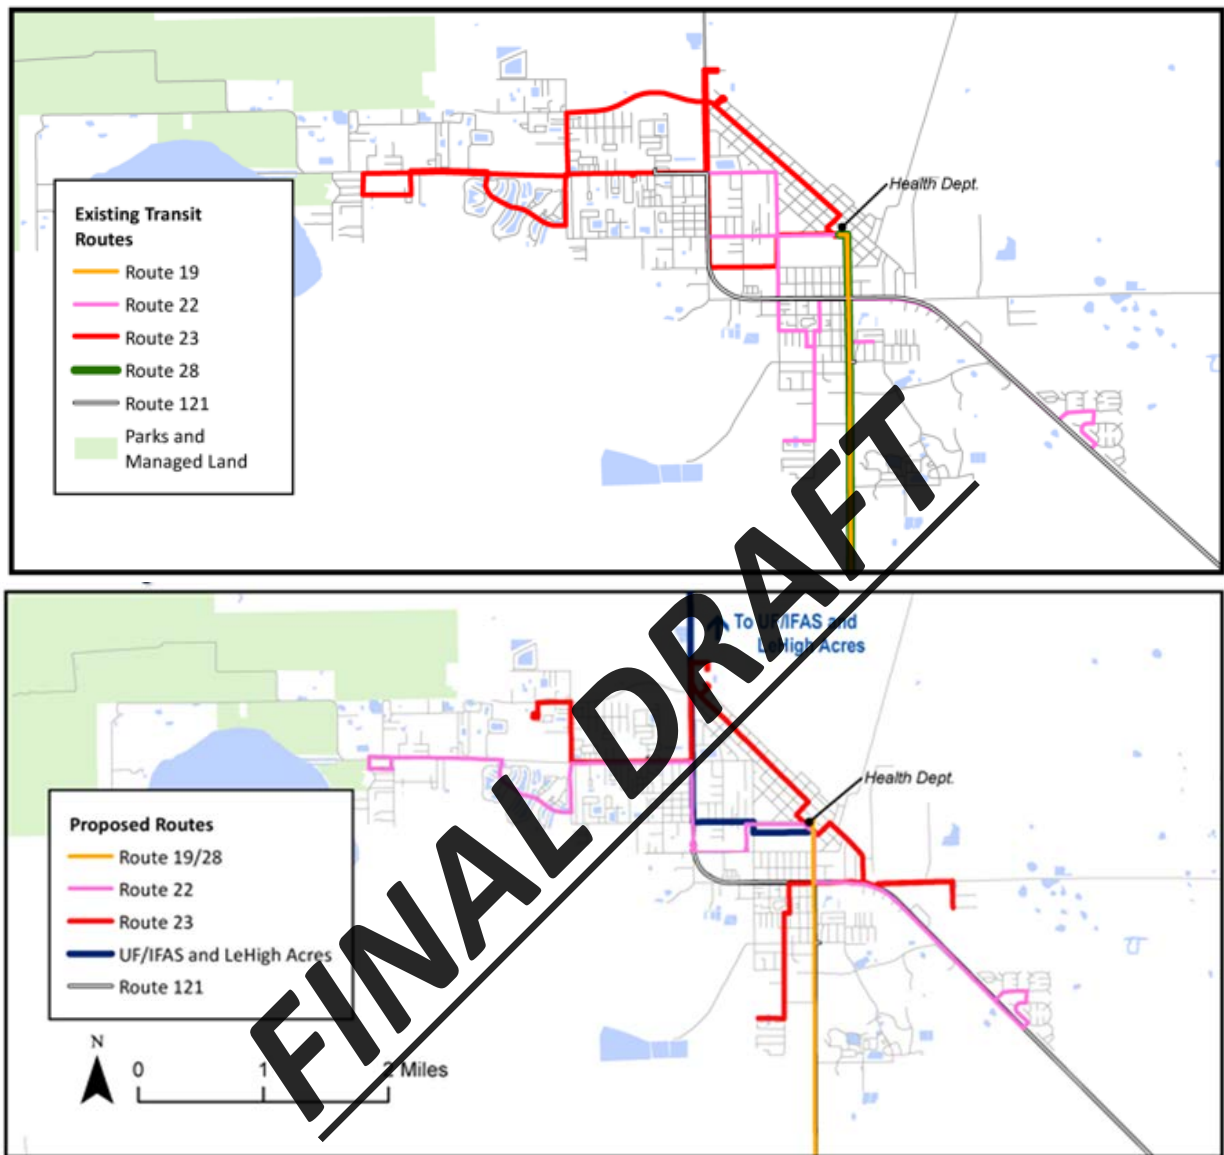 Health Dept.
Existing Transit
Routes
Route 19
Route 22
Route 23
Route 28
Route 121
Parks and
Managed Land
To UF/IFAS and
LeHigh Acres
Health Dept.
Proposed Routes
Route 19/28
Route 22
Route 23
UF/IFAS and LeHigh Acres
Route 121
N
0 1 2 Miles
FINAL DRAFT